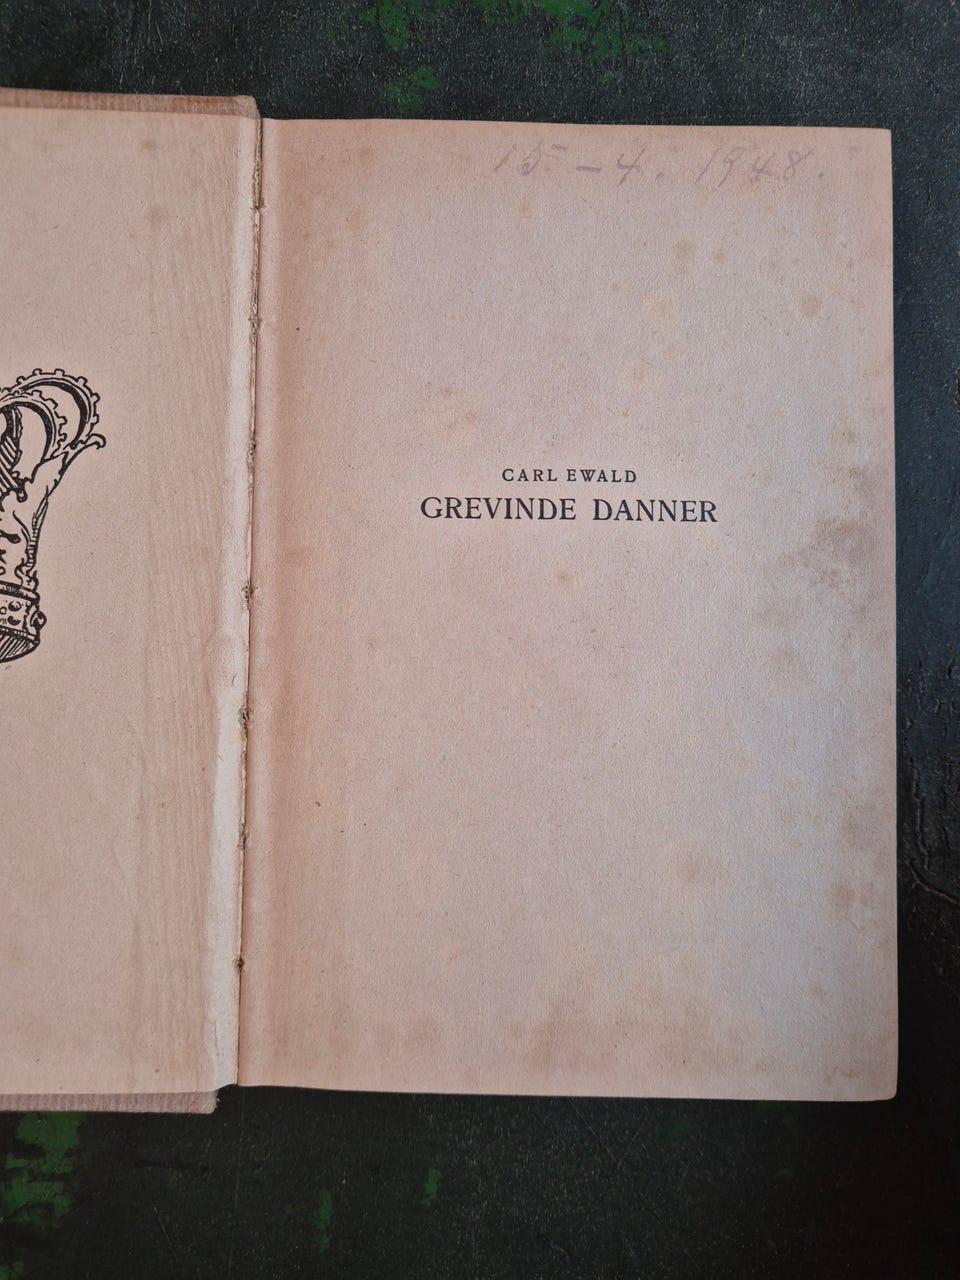 15-4. 1948.
CARL EWALD
GREVINDE DANNER